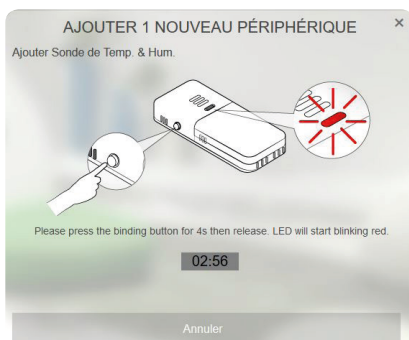 AJOUTER 1 NOUVEAU PÉRIPHÉRIQUE
×
Ajouter Sonde de Temp. & Hum.
Please press the binding button for 4s then release. LED will start blinking red.
02:56
Annuler